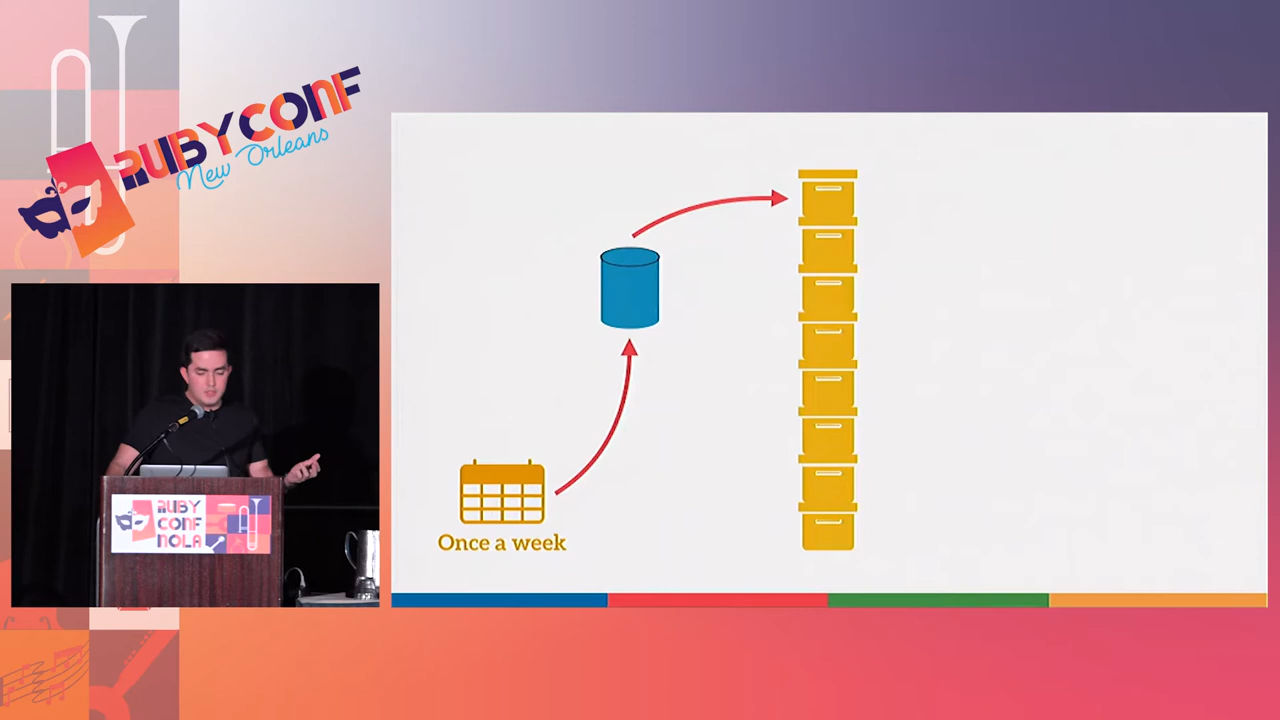 RUBYCONF
New Orleans
RUBY
CONF
NOLA
Once a week